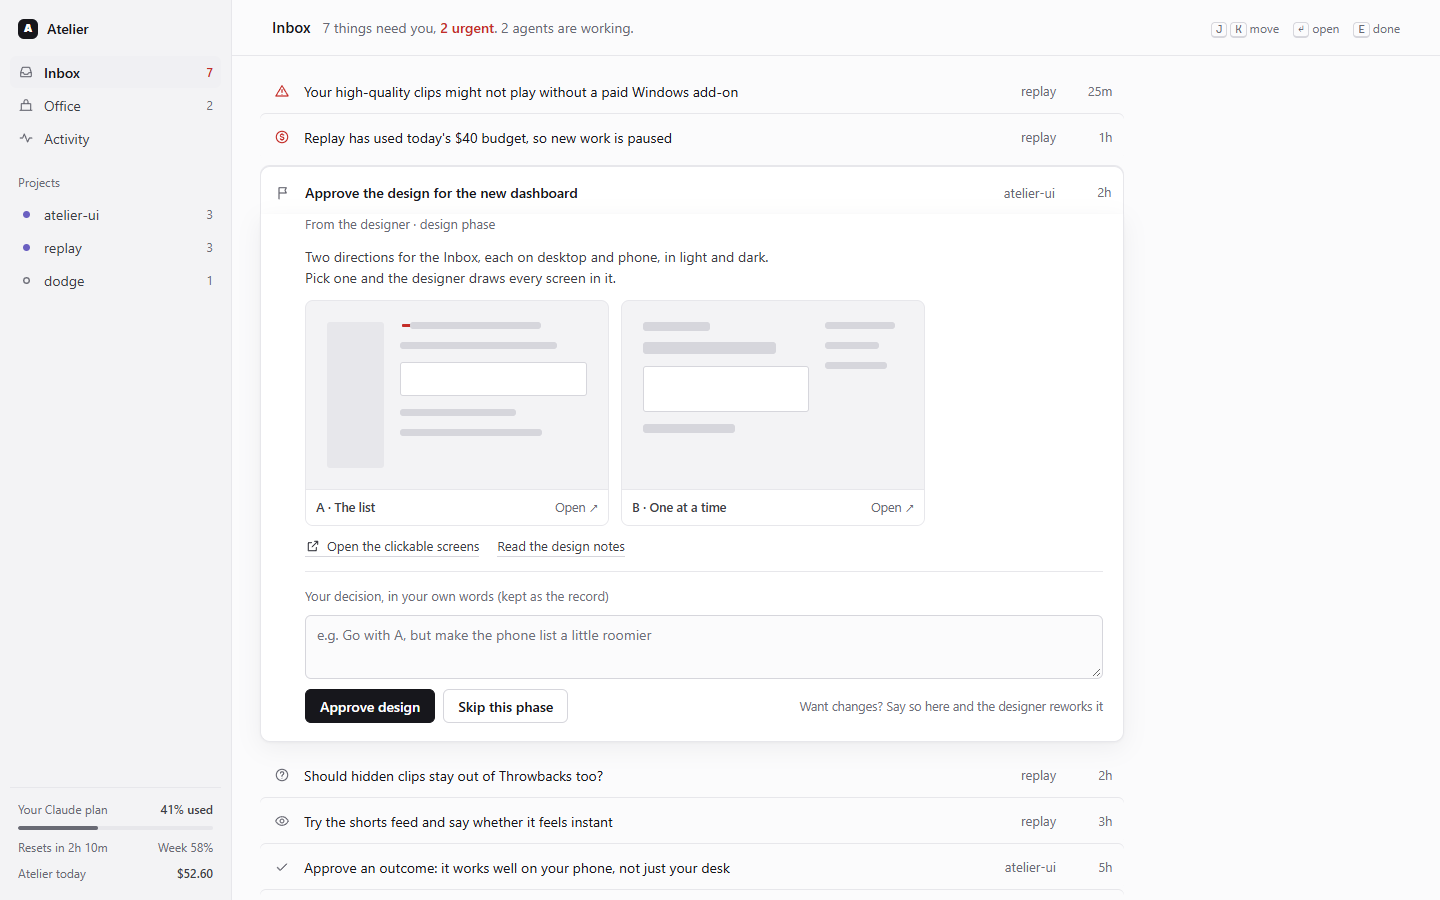 A Atelier
Inbox 7
Office 2
Activity
Projects
atelier-ui 3
replay 3
dodge 1
Your Claude plan 41% used
Resets in 2h 10m Week 58%
Atelier today $52.60
Inbox 7 things need you, 2 urgent. 2 agents are working.
J K move ↵ open E done
Your high-quality clips might not play without a paid Windows add-on replay 25m
Replay has used today's $40 budget, so new work is paused replay 1h
Approve the design for the new dashboard atelier-ui 2h
From the designer · design phase
Two directions for the Inbox, each on desktop and phone, in light and dark.
Pick one and the designer draws every screen in it.
A · The list Open ↗
B · One at a time Open ↗
Open the clickable screens Read the design notes
Your decision, in your own words (kept as the record)
e.g. Go with A, but make the phone list a little roomier
Approve design Skip this phase Want changes? Say so here and the designer reworks it
Should hidden clips stay out of Throwbacks too? replay 2h
Try the shorts feed and say whether it feels instant replay 3h
Approve an outcome: it works well on your phone, not just your desk atelier-ui 5h